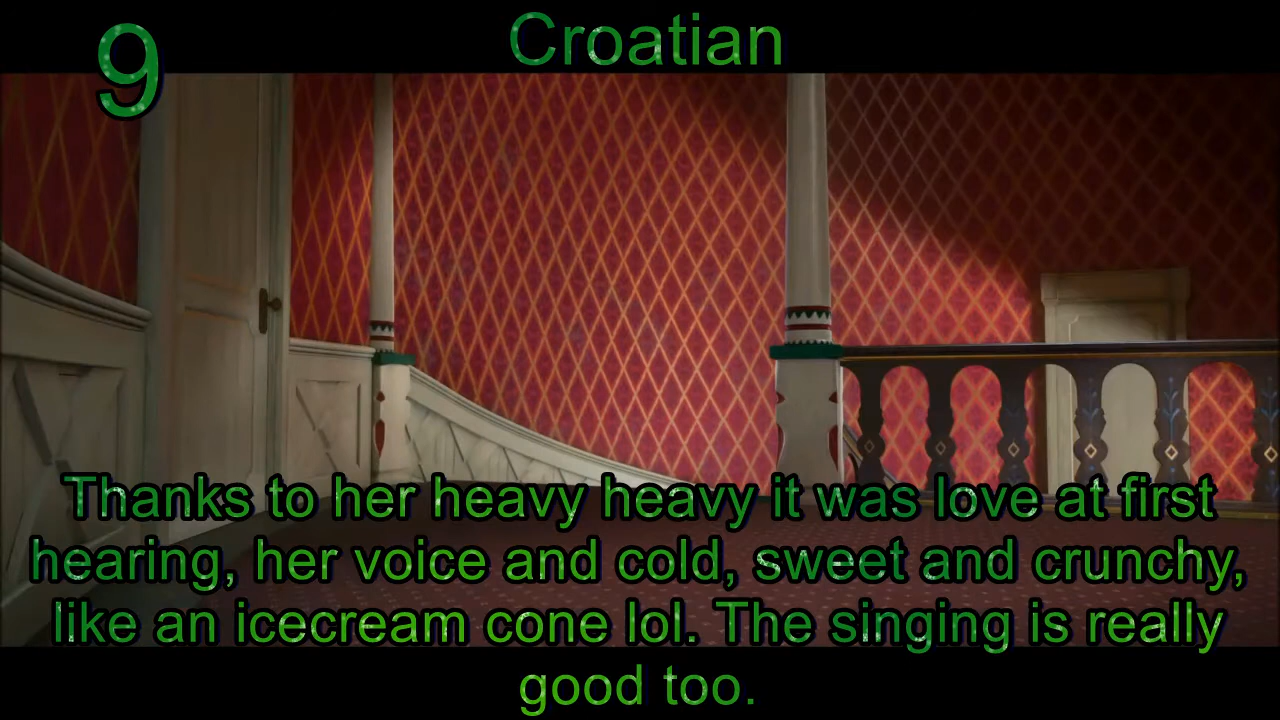 9
Croatian
Thanks to her heavy heavy it was love at first
hearing, her voice and cold, sweet and crunchy,
like an icecream cone lol. The singing is really
good too.